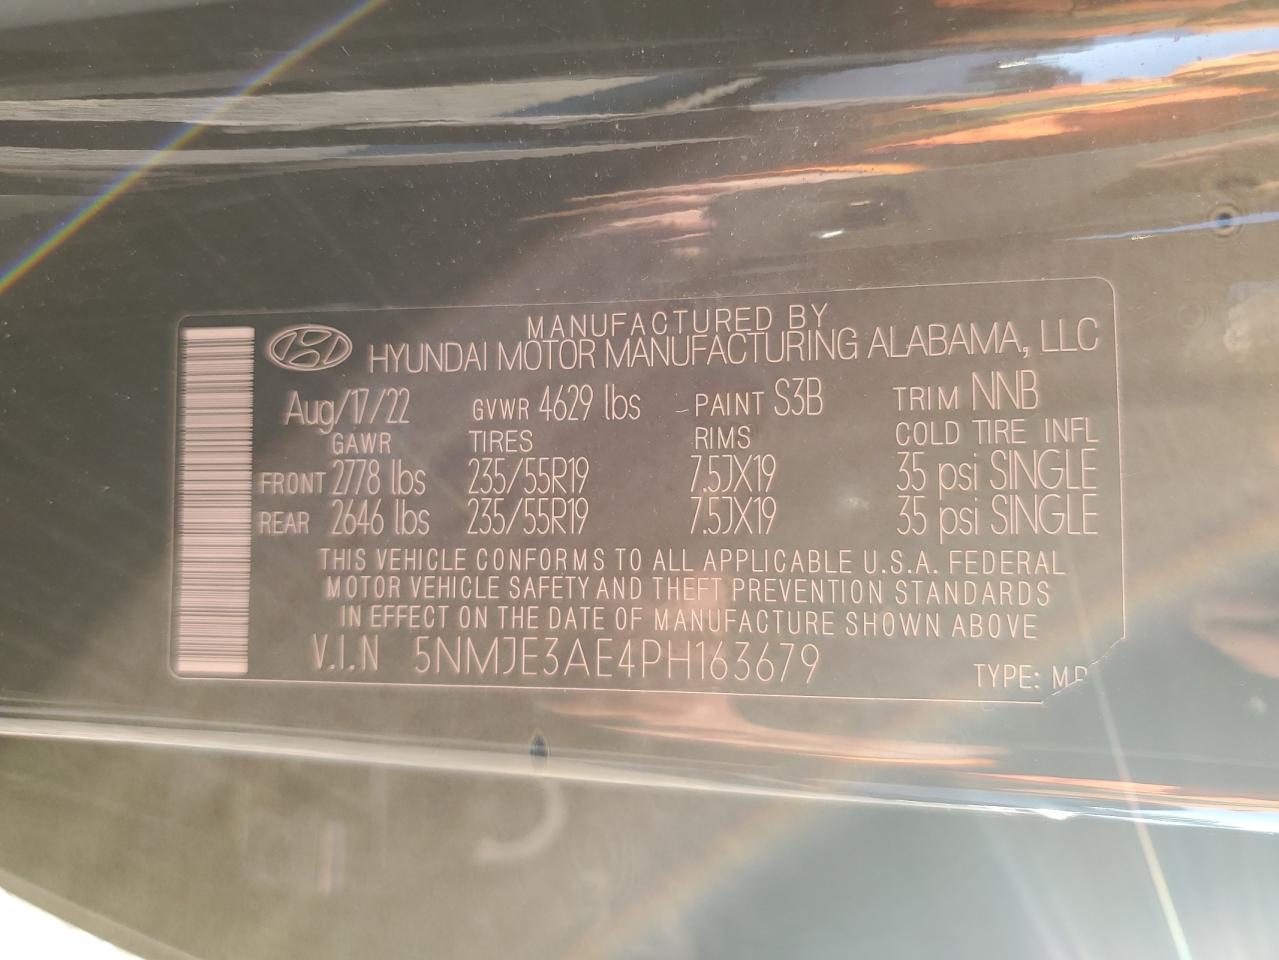 MANUFACTURED BY
HYUNDAI MOTOR MANUFACTURING ALABAMA, LLC
Aug/17/22 GVWR 4629 lbs PAINT S3B TRIM NNB
GAWR TIRES RIMS COLD TIRE INFL
FRONT 2778 lbs 235/55R19 7.5JX19 35 psi SINGLE
REAR 2646 lbs 235/55R19 7.5JX19 35 psi SINGLE
THIS VEHICLE CONFORMS TO ALL APPLICABLE U.S.A. FEDERAL
MOTOR VEHICLE SAFETY AND THEFT PREVENTION STANDARDS
IN EFFECT ON THE DATE OF MANUFACTURE SHOWN ABOVE
V.I.N 5NMJE3AE4PH163679 TYPE: